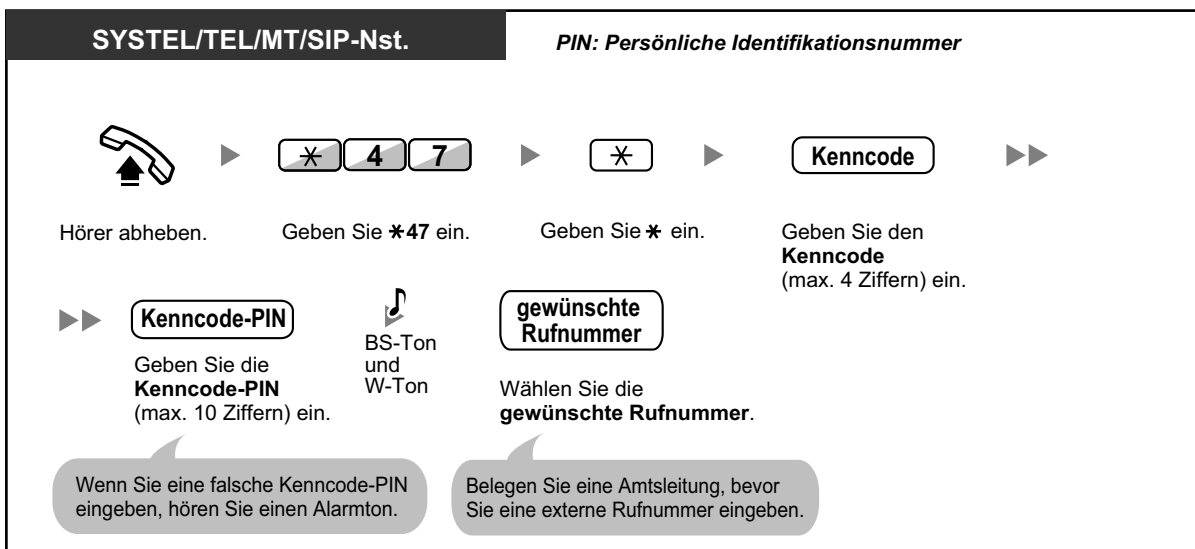 SYSTEL/TEL/MT/SIP-Nst.
PIN: Persönliche Identifikationsnummer
* 4 7
*
Kenncode
Hörer abheben.
Geben Sie *47 ein.
Geben Sie * ein.
Geben Sie den
Kenncode
(max. 4 Ziffern) ein.
Kenncode-PIN
Geben Sie die
Kenncode-PIN
(max. 10 Ziffern) ein.
BS-Ton
und
W-Ton
gewünschte
Rufnummer
Wählen Sie die
gewünschte Rufnummer.
Wenn Sie eine falsche Kenncode-PIN
eingeben, hören Sie einen Alarmton.
Belegen Sie eine Amtsleitung, bevor
Sie eine externe Rufnummer eingeben.